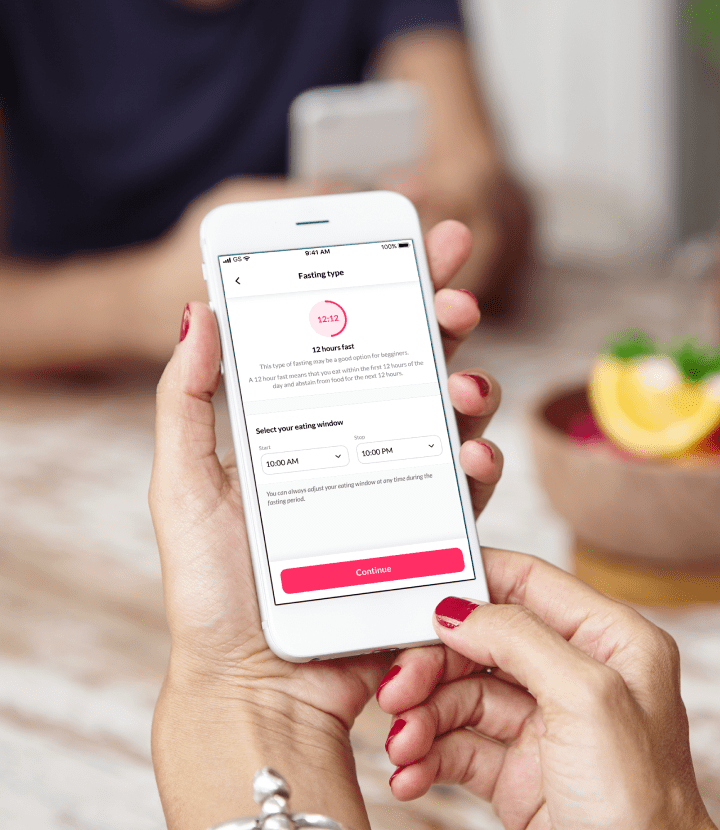 GS 9:41 AM 100%
Fasting type
12:12
12 hours fast
This type of fasting may be a good option for begginers.
A 12 hour fast means that you eat within the first 12 hours of the
day and abstain from food for the next 12 hours.
Select your eating window
Start Stop
10:00 AM 10:00 PM
You can always adjust your eating window at any time during the
fasting period.
Continue